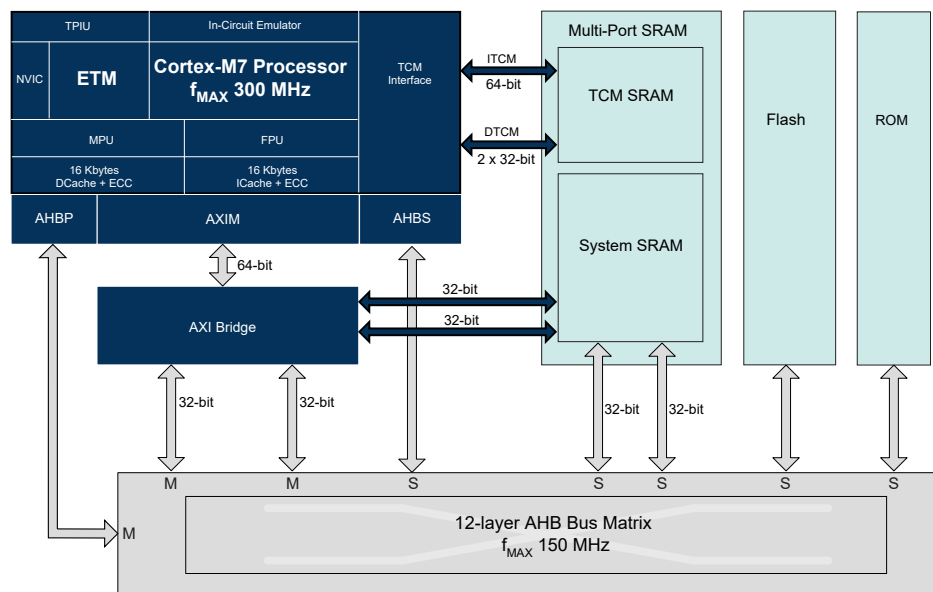 TPIU
In-Circuit Emulator
NVIC
ETM
Cortex-M7 Processor
fMAX 300 MHz
TCM
Interface
MPU
FPU
16 Kbytes
DCache + ECC
16 Kbytes
ICache + ECC
AHBP
AXIM
AHBS
ITCM
64-bit
DTCM
2 x 32-bit
Multi-Port SRAM
TCM SRAM
System SRAM
Flash
ROM
64-bit
AXI Bridge
32-bit
32-bit
32-bit
32-bit
32-bit
32-bit
M
M
S
S
S
S
S
M
12-layer AHB Bus Matrix
fMAX 150 MHz